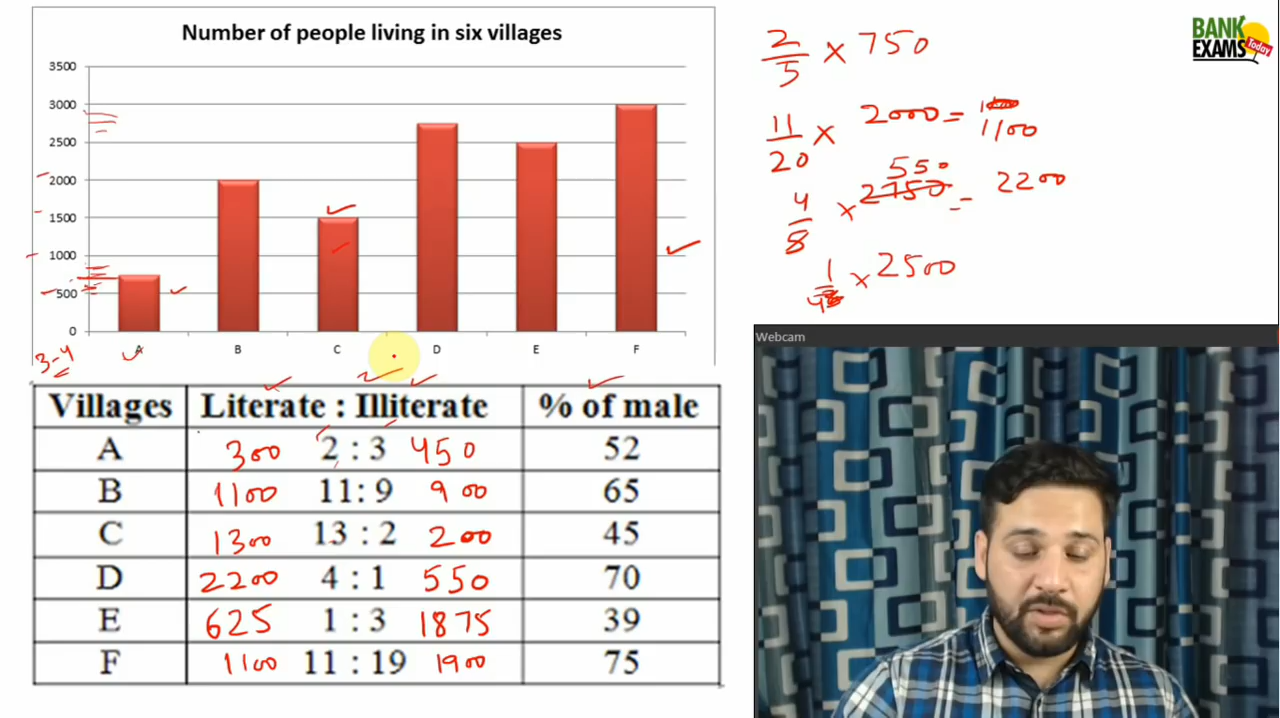 Number of people living in six villages
3500
3000
2500
2000
1500
1000
500
0
A B C D E F
3-4
Villages Literate : Illiterate % of male
A 300 2 : 3 450 52
B 1100 11 : 9 900 65
C 1300 13 : 2 200 45
D 2200 4 : 1 550 70
E 625 1 : 3 1875 39
F 1100 11 : 19 1900 75
2/5 × 750
11/20 × 2000 = 1100
550
4/8 × 2750 = 2200
1/4 × 2500
BANK
EXAMS Today
Webcam